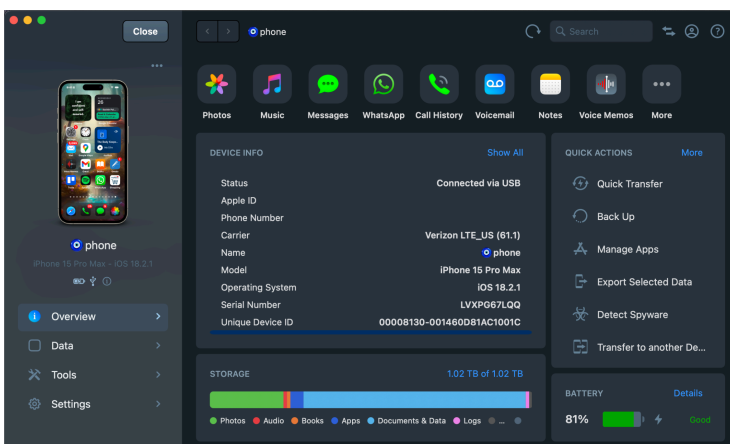 Close
phone
Search
Photos
Music
Messages
WhatsApp
Call History
Voicemail
Notes
Voice Memos
More
phone
iPhone 15 Pro Max - iOS 18.2.1
Overview
Data
Tools
Settings
DEVICE INFO Show All
Status Connected via USB
Apple ID
Phone Number
Carrier Verizon LTE_US (61.1)
Name phone
Model iPhone 15 Pro Max
Operating System iOS 18.2.1
Serial Number LVXPG67LQQ
Unique Device ID 00008130-001460D81AC1001C
STORAGE 1.02 TB of 1.02 TB
Photos Audio Books Apps Documents & Data Logs ...
QUICK ACTIONS More
Quick Transfer
Back Up
Manage Apps
Export Selected Data
Detect Spyware
Transfer to another De...
BATTERY Details
81% Good